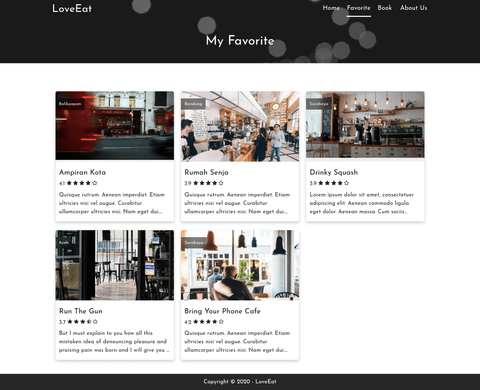 LoveEat
Home Favorite Book About Us
My Favorite
Balikpapan
Bandung
Surabaya
Ampiran Kota
4.1
Quisque rutrum. Aenean imperdiet. Etiam
ultricies nisi vel augue. Curabitur
ullamcorper ultricies nisi. Nam eget dui...
Rumah Senja
3.9
Quisque rutrum. Aenean imperdiet. Etiam
ultricies nisi vel augue. Curabitur
ullamcorper ultricies nisi. Nam eget dui...
Drinky Squash
3.9
Lorem ipsum dolor sit amet, consectetuer
adipiscing elit. Aenean commodo ligula
eget dolor. Aenean massa. Cum sociis...
Aceh
Surabaya
Run The Gun
3.7
But I must explain to you how all this
mistaken idea of denouncing pleasure and
praising pain was born and I will give you ...
Bring Your Phone Cafe
4.2
Quisque rutrum. Aenean imperdiet. Etiam
ultricies nisi vel augue. Curabitur
ullamcorper ultricies nisi. Nam eget dui...
Copyright © 2020 - LoveEat